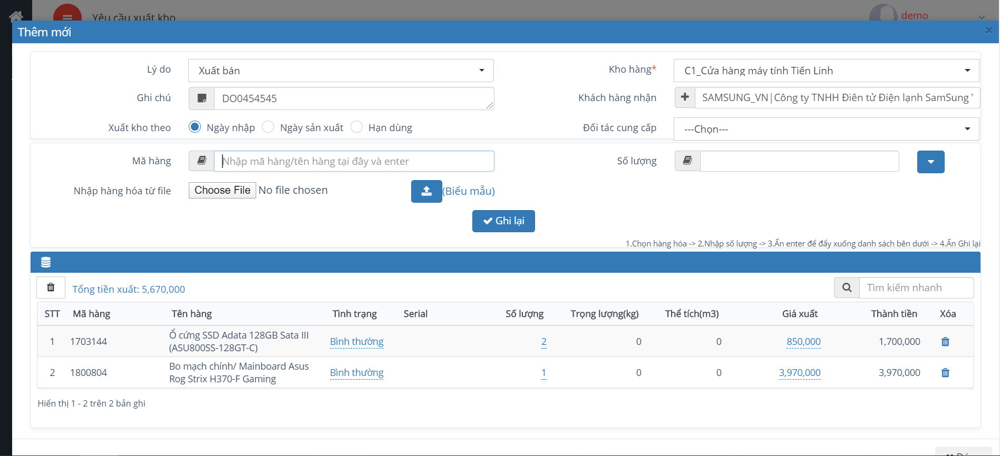 Yêu cầu xuất kho
demo
Thêm mới
Lý do
Xuất bán
Kho hàng*
C1_Cửa hàng máy tính Tiến Linh
Ghi chú
DO0454545
Khách hàng nhận
SAMSUNG_VN|Công ty TNHH Điên tử Điện lạnh SamSung
Xuất kho theo
Ngày nhập
Ngày sản xuất
Hạn dùng
Đối tác cung cấp
---Chọn---
Mã hàng
Nhập mã hàng/tên hàng tại đây và enter
Số lượng
Nhập hàng hóa từ file
Choose File No file chosen
(Biểu mẫu)
Ghi lại
1.Chọn hàng hóa -> 2.Nhập số lượng -> 3.Ấn enter để đẩy xuống danh sách bên dưới -> 4.Ấn Ghi lại
Tổng tiền xuất: 5,670,000
Tìm kiếm nhanh
STT Mã hàng Tên hàng Tình trạng Serial Số lượng Trọng lượng(kg) Thể tích(m3) Giá xuất Thành tiền Xóa
1 1703144 Ổ cứng SSD Adata 128GB Sata III (ASU800SS-128GT-C) Bình thường 2 0 0 850,000 1,700,000
2 1800804 Bo mạch chính/ Mainboard Asus Rog Strix H370-F Gaming Bình thường 1 0 0 3,970,000 3,970,000
Hiển thị 1 - 2 trên 2 bản ghi